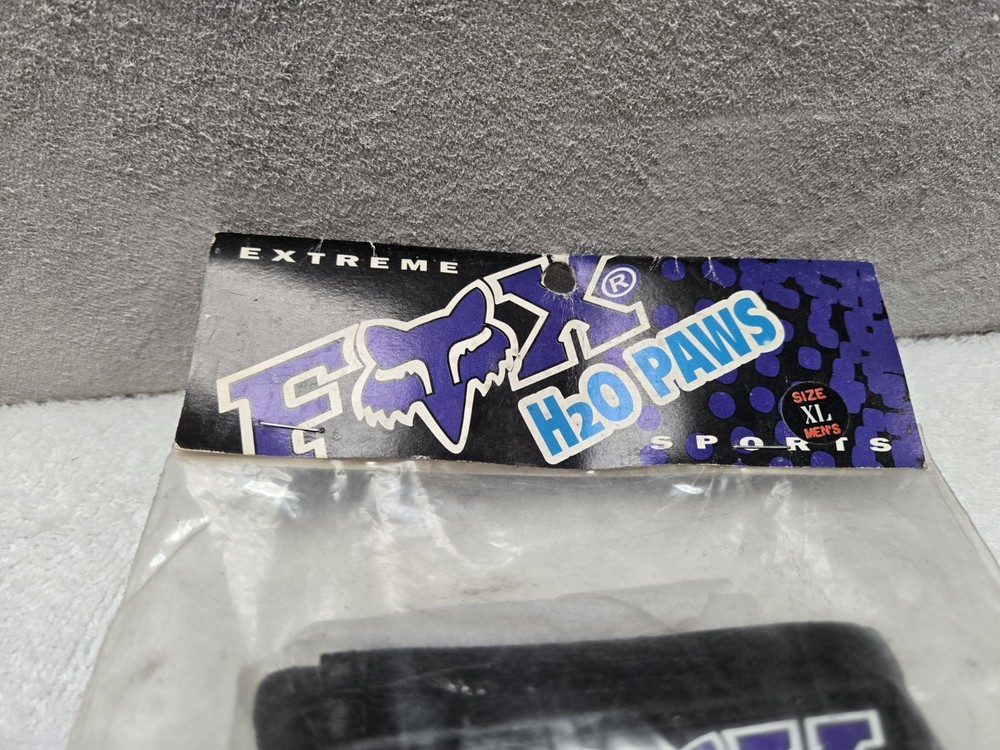 EXTREME
FOX®
H2O PAWS
SIZE
XL
MEN'S
SPORTS